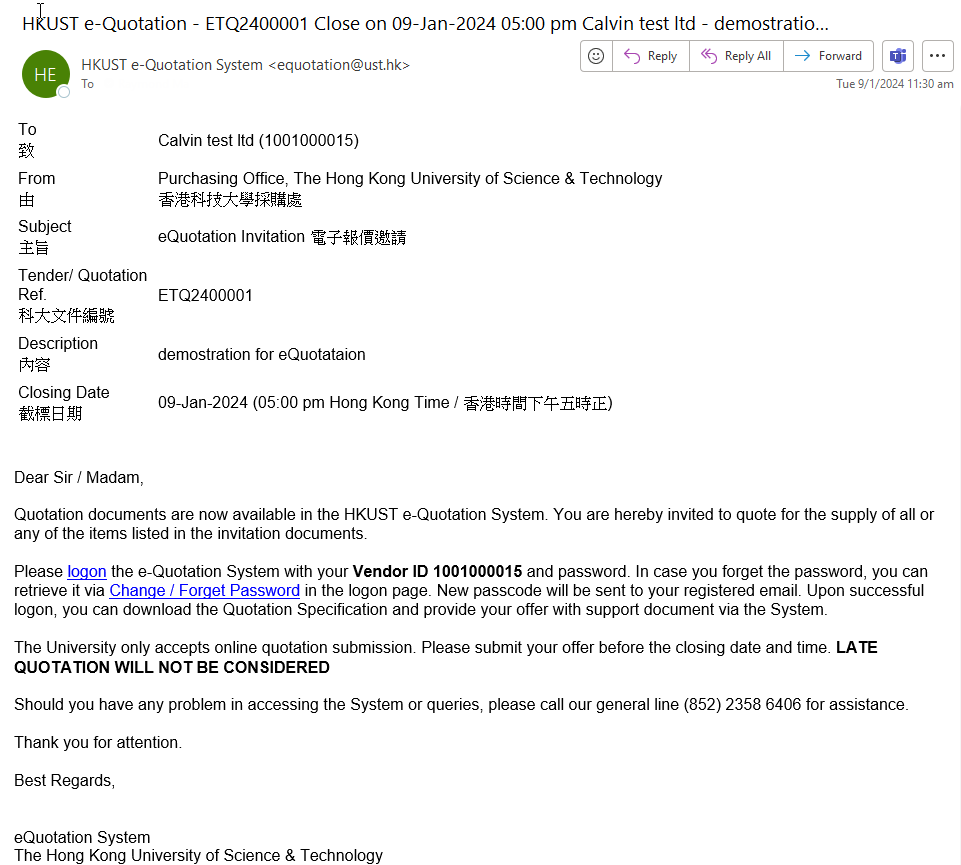 HKUST e-Quotation - ETQ2400001 Close on 09-Jan-2024 05:00 pm Calvin test ltd - demostratio...
HE
HKUST e-Quotation System <equotation@ust.hk>
To
Reply
Reply All
Forward
Tue 9/1/2024 11:30 am
To
致
Calvin test ltd (1001000015)
From
由
Purchasing Office, The Hong Kong University of Science & Technology
香港科技大學採購處
Subject
主旨
eQuotation Invitation 電子報價邀請
Tender/ Quotation
Ref.
科大文件編號
ETQ2400001
Description
內容
demostration for eQuotataion
Closing Date
截標日期
09-Jan-2024 (05:00 pm Hong Kong Time / 香港時間下午五時正)
Dear Sir / Madam,
Quotation documents are now available in the HKUST e-Quotation System. You are hereby invited to quote for the supply of all or
any of the items listed in the invitation documents.
Please logon the e-Quotation System with your Vendor ID 1001000015 and password. In case you forget the password, you can
retrieve it via Change / Forget Password in the logon page. New passcode will be sent to your registered email. Upon successful
logon, you can download the Quotation Specification and provide your offer with support document via the System.
The University only accepts online quotation submission. Please submit your offer before the closing date and time. LATE
QUOTATION WILL NOT BE CONSIDERED
Should you have any problem in accessing the System or queries, please call our general line (852) 2358 6406 for assistance.
Thank you for attention.
Best Regards,
eQuotation System
The Hong Kong University of Science & Technology